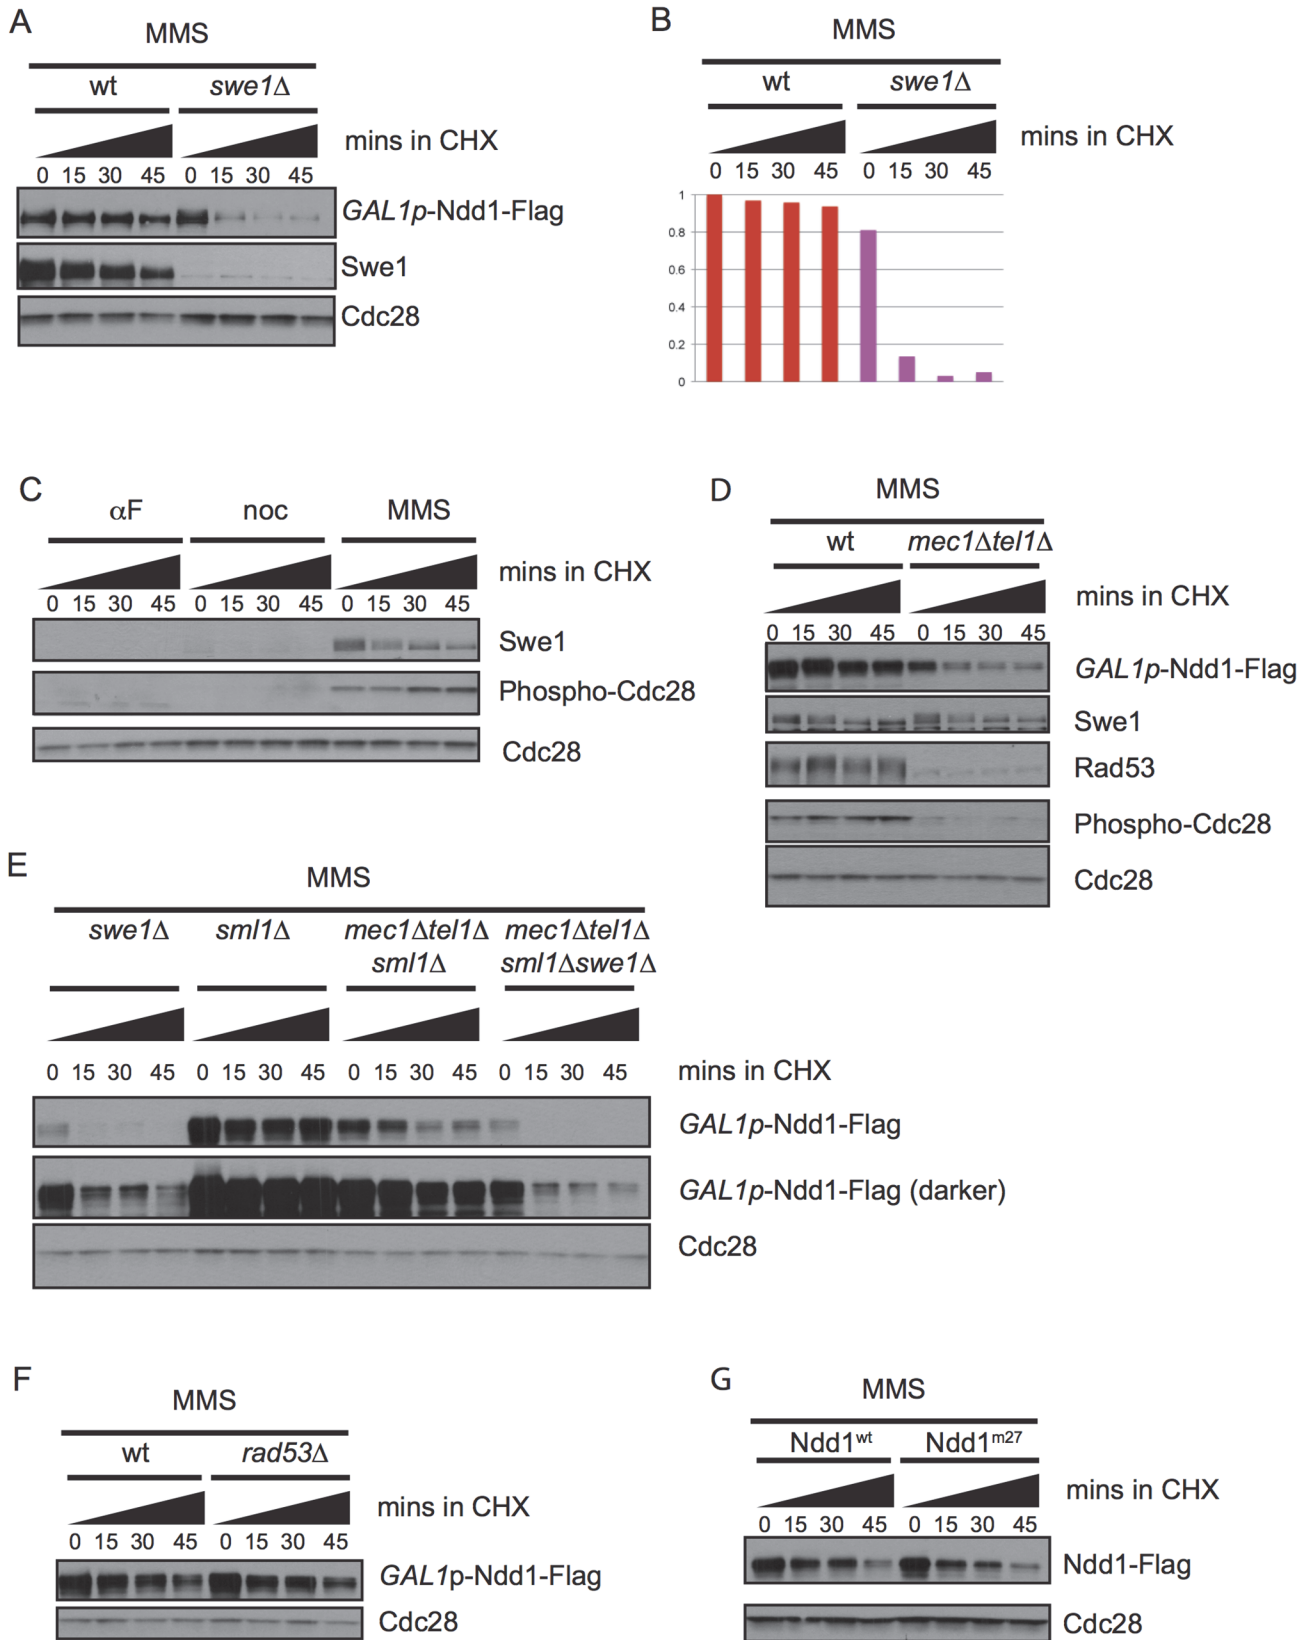 A
MMS
wt swe1Δ
mins in CHX
0 15 30 45 0 15 30 45
GAL1p-Ndd1-Flag
Swe1
Cdc28
B
MMS
wt swe1Δ
mins in CHX
0 15 30 45 0 15 30 45
1
0.8
0.6
0.4
0.2
0
C
αF noc MMS
mins in CHX
0 15 30 45 0 15 30 45 0 15 30 45
Swe1
Phospho-Cdc28
Cdc28
D
MMS
wt mec1Δtel1Δ
mins in CHX
0 15 30 45 0 15 30 45
GAL1p-Ndd1-Flag
Swe1
Rad53
Phospho-Cdc28
Cdc28
E
MMS
swe1Δ sml1Δ mec1Δtel1Δ mec1Δtel1Δ
sml1Δ sml1Δswe1Δ
0 15 30 45 0 15 30 45 0 15 30 45 0 15 30 45 mins in CHX
GAL1p-Ndd1-Flag
GAL1p-Ndd1-Flag (darker)
Cdc28
F
MMS
wt rad53Δ
mins in CHX
0 15 30 45 0 15 30 45
GAL1p-Ndd1-Flag
Cdc28
G
MMS
Ndd1wt Ndd1m27
mins in CHX
0 15 30 45 0 15 30 45
Ndd1-Flag
Cdc28